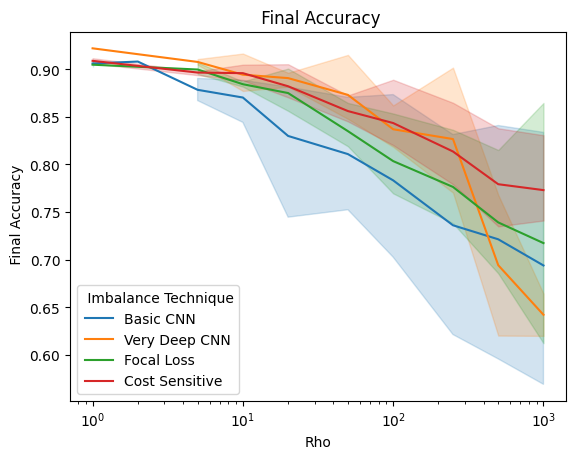 Final Accuracy
Final Accuracy
0.90
0.85
0.80
0.75
0.70
0.65
0.60
Imbalance Technique
Basic CNN
Very Deep CNN
Focal Loss
Cost Sensitive
10^0
10^1
10^2
10^3
Rho